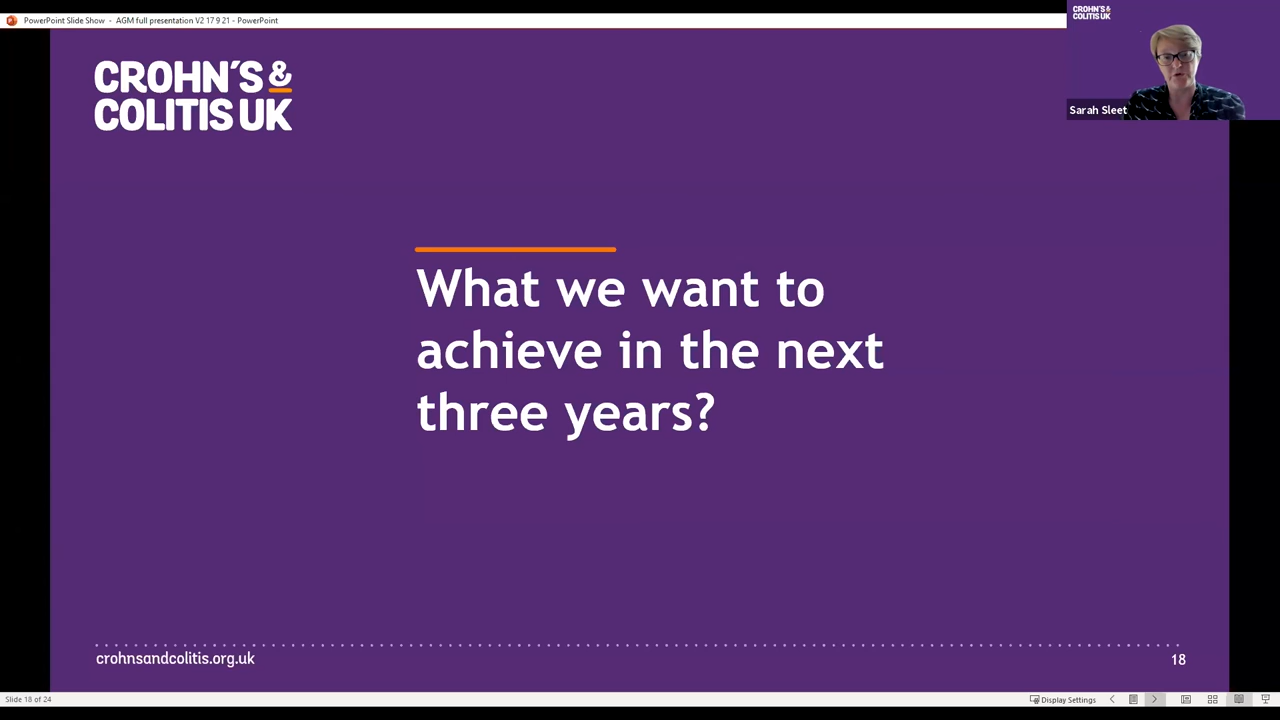 PowerPoint Slide Show - AGM full presentation V2 17 9 21 - PowerPoint
CROHN'S &
COLITIS UK
Sarah Sleet
CROHN´S &
COLITIS UK
What we want to
achieve in the next
three years?
crohnsandcolitis.org.uk
18
Slide 18 of 24
Display Settings